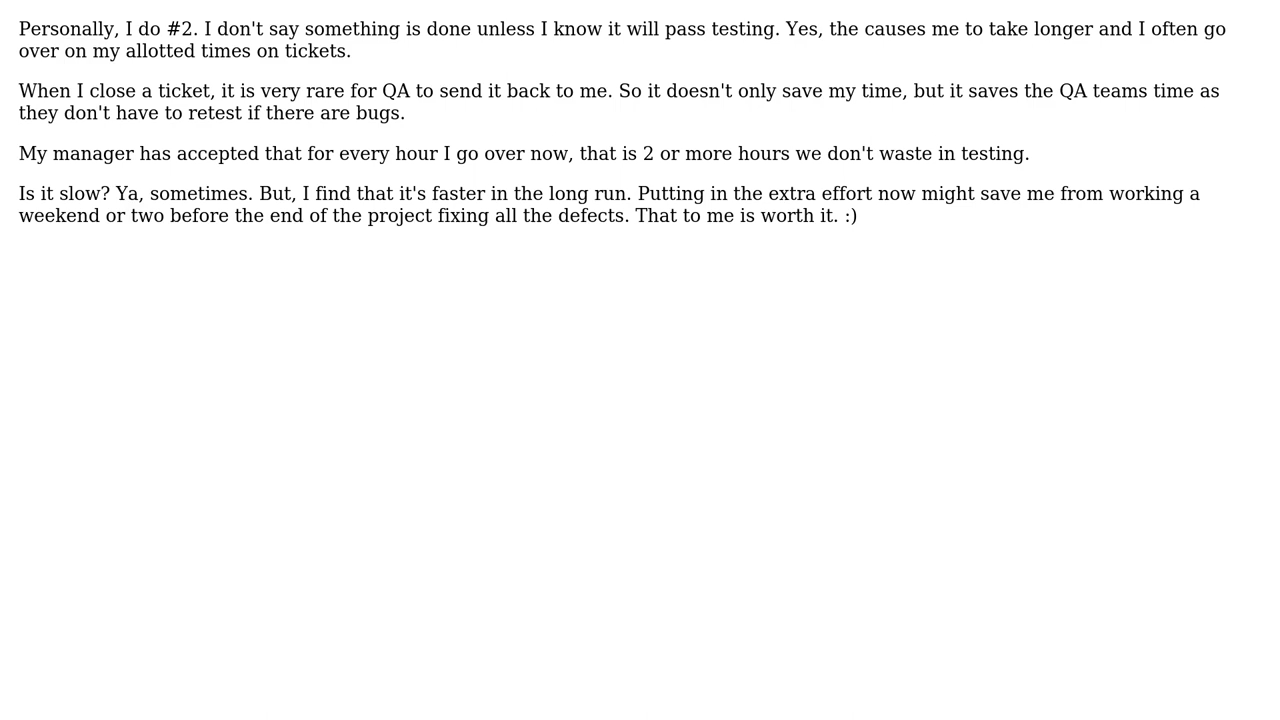 Personally, I do #2. I don't say something is done unless I know it will pass testing. Yes, the causes me to take longer and I often go
over on my allotted times on tickets.
When I close a ticket, it is very rare for QA to send it back to me. So it doesn't only save my time, but it saves the QA teams time as
they don't have to retest if there are bugs.
My manager has accepted that for every hour I go over now, that is 2 or more hours we don't waste in testing.
Is it slow? Ya, sometimes. But, I find that it's faster in the long run. Putting in the extra effort now might save me from working a
weekend or two before the end of the project fixing all the defects. That to me is worth it. :)